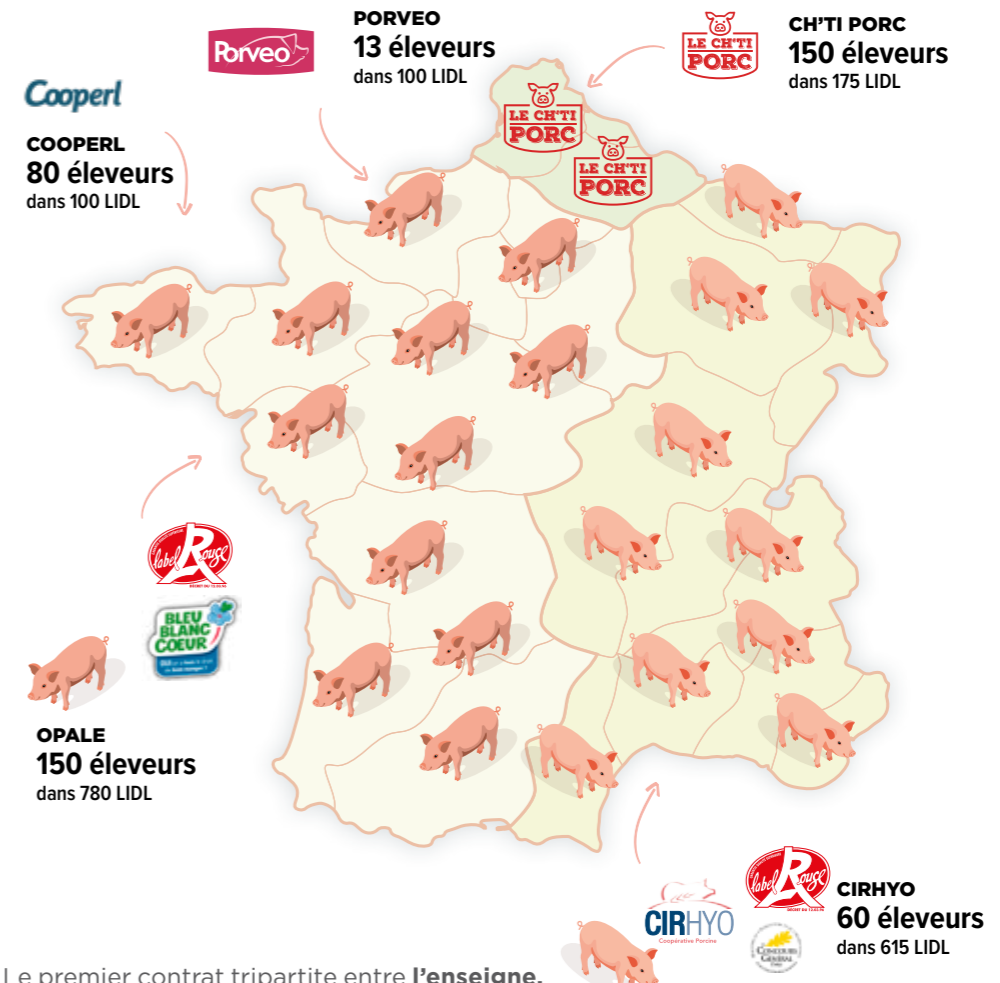 PORVEO
13 éleveurs
dans 100 LIDL
Porveo
LE CH'TI
PORC
CH'TI PORC
150 éleveurs
dans 175 LIDL
Cooperl
COOPERL
80 éleveurs
dans 100 LIDL
LE CH'TI
PORC
LE CH'TI
PORC
label Rouge
BLEU
BLANC
COEUR
OPALE
150 éleveurs
dans 780 LIDL
label Rouge
CIRHYO
Coopérative Porcine
CONCOURS
GÉNÉRAL
CIRHYO
60 éleveurs
dans 615 LIDL
Le premier contrat tripartite entre l'enseigne,